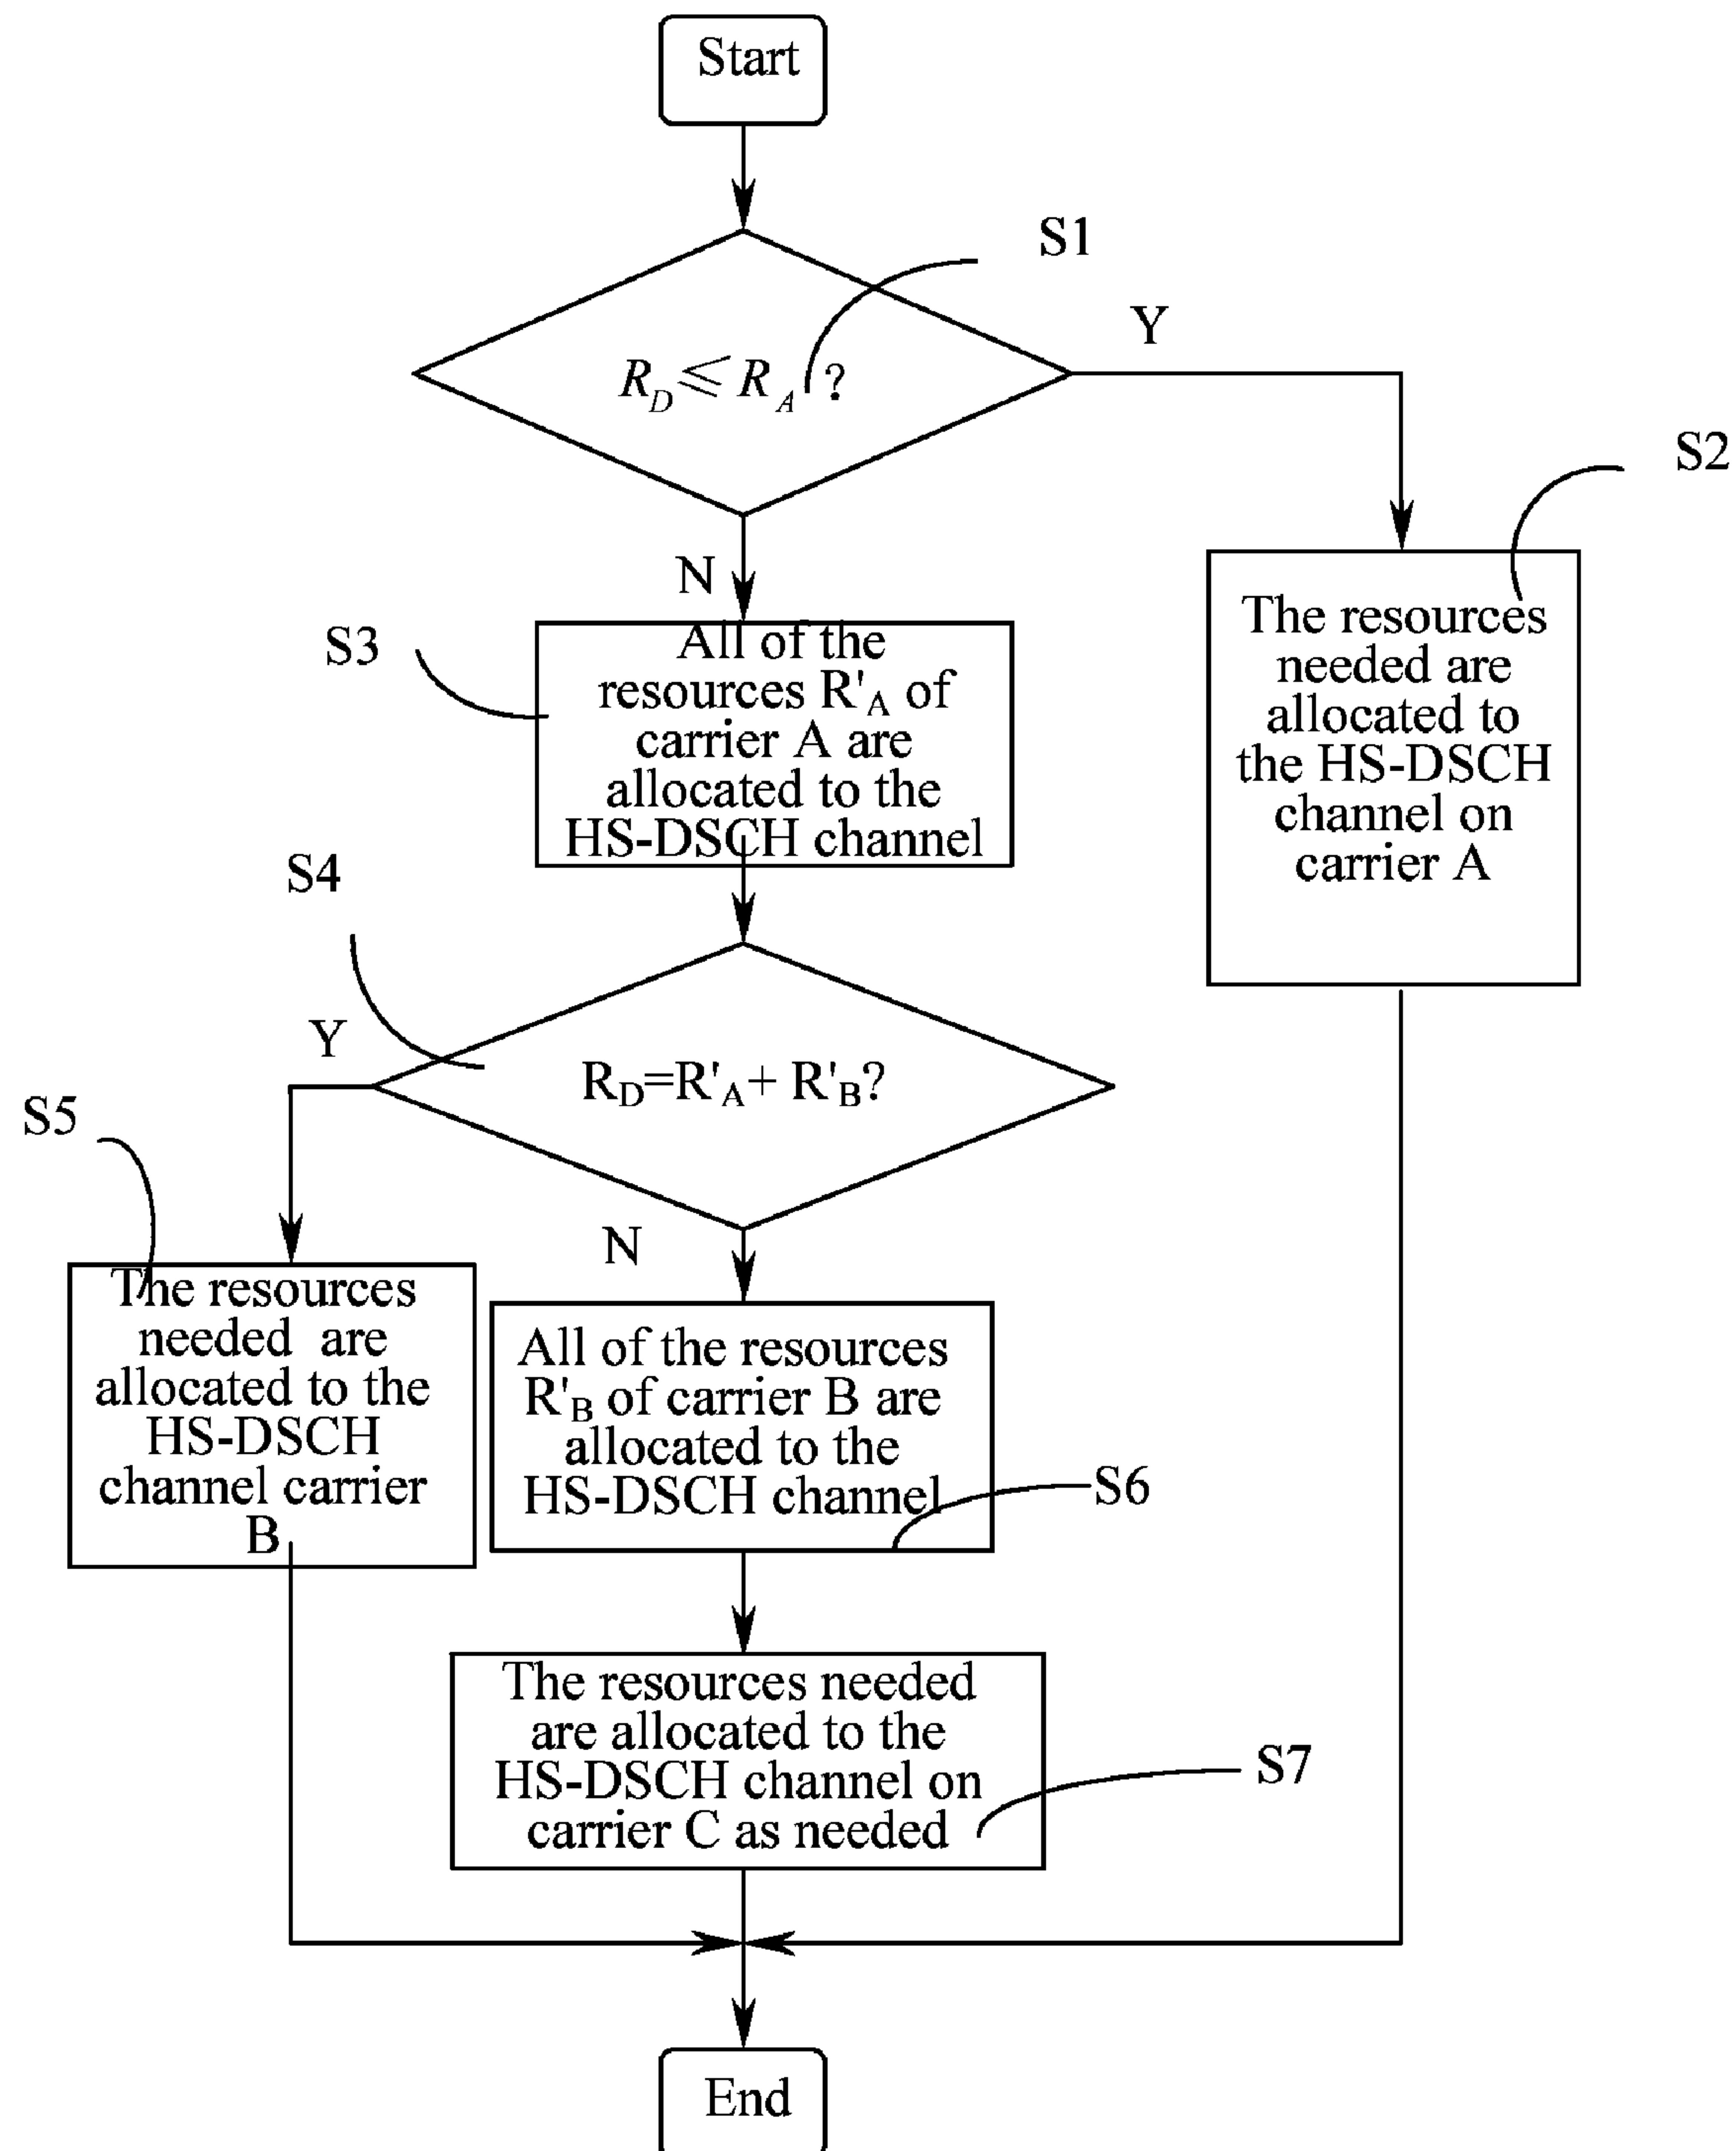 Start
S1
Y
R_D ≤ R_A ?
S2
N
The resources
needed are
allocated to
the HS-DSCH
channel on
carrier A
S3
All of the
resources R'_A of
carrier A are
allocated to the
HS-DSCH channel
S4
Y
R_D=R'_A+ R'_B?
S5
N
The resources
needed are
allocated to the
HS-DSCH
channel carrier
B
All of the resources
R'_B of carrier B are
allocated to the
HS-DSCH channel
S6
The resources needed
are allocated to the
HS-DSCH channel on
carrier C as needed
S7
End